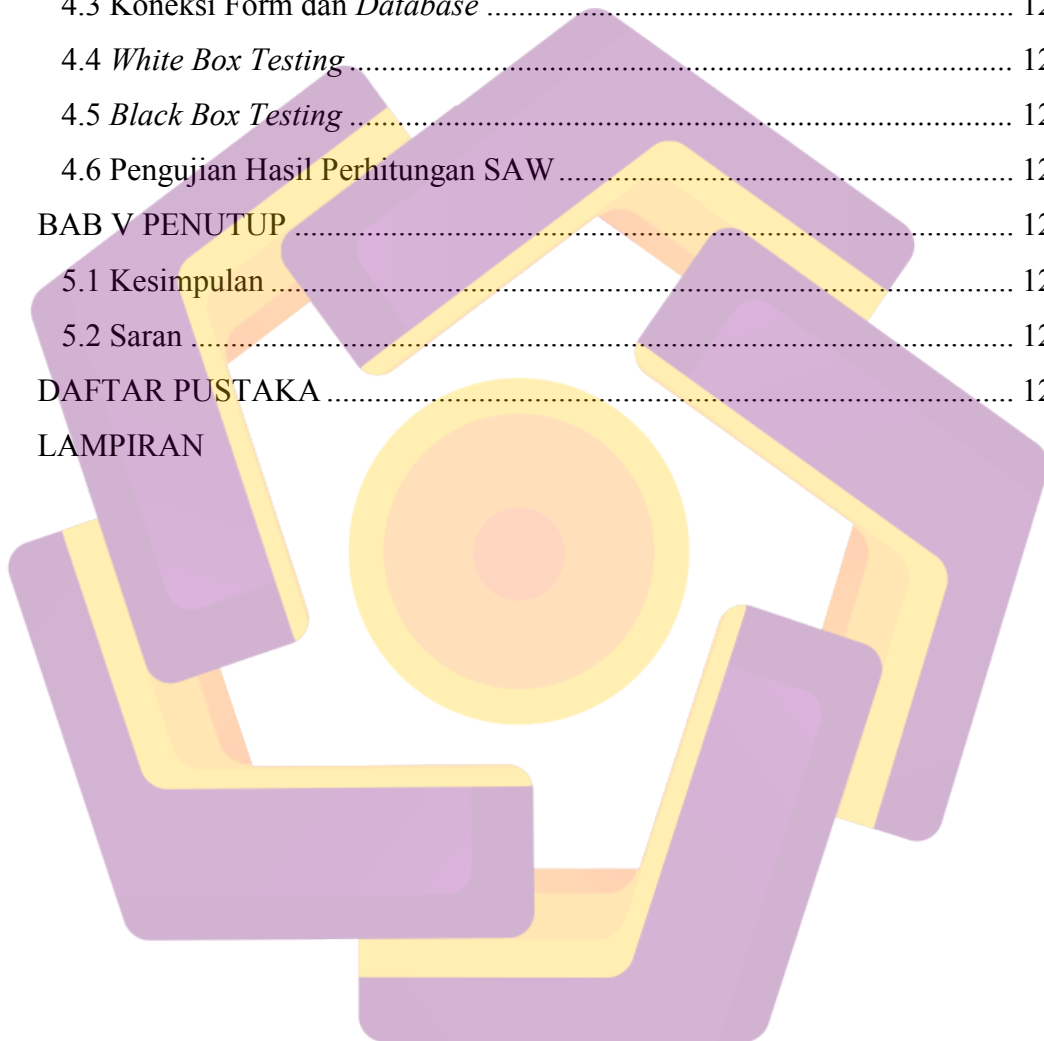 4.3 Koneksi Form dan Database ........................................................................ 12
4.4 White Box Testing ........................................................................ 12
4.5 Black Box Testing ........................................................................ 12
4.6 Pengujian Hasil Perhitungan SAW ........................................................................ 12
BAB V PENUTUP ........................................................................ 12
5.1 Kesimpulan ........................................................................ 12
5.2 Saran ........................................................................ 12
DAFTAR PUSTAKA ........................................................................ 12
LAMPIRAN